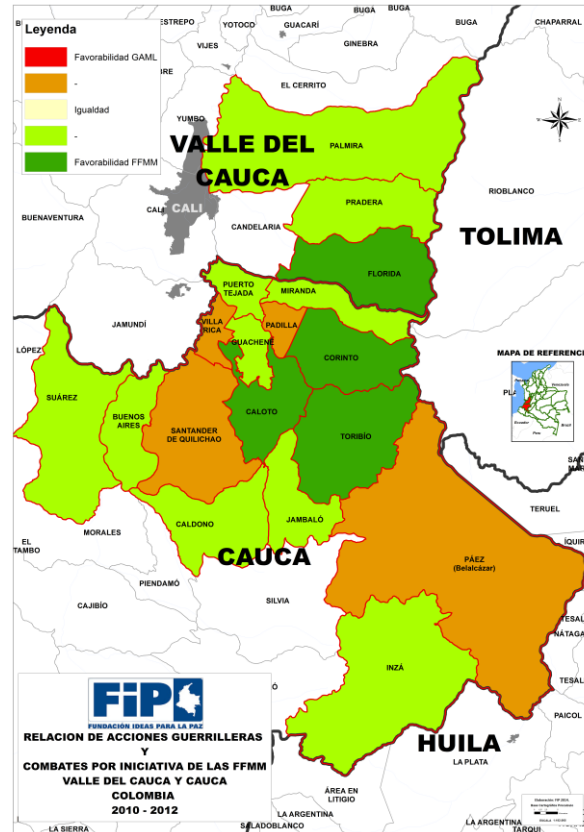 Leyenda
Favorabilidad GAML
-
Igualdad
-
Favorabilidad FFMM
RESTREPO
YOTOCO
BUGA
GUACARÍ
BUGA
BUGA
BUGA
CHAPARRAL
VIJES
GINEBRA
EL CERRITO
YUMBO
VALLE DEL
CAUCA
PALMIRA
RIOBLANCO
PRADERA
BUENAVENTURA
CALI
CALI
CANDELARIA
TOLIMA
FLORIDA
PUERTO
TEJADA
MIRANDA
JAMUNDÍ
VILLA
RICA
PADILLA
GUACHENÉ
LÓPEZ
CORINTO
MAPA DE REFERENCIA
SUÁREZ
BUENOS
AIRES
SANTANDER
DE QUILICHAO
CALOTO
TORIBÍO
TERUEL
MORALES
CALDONO
JAMBALÓ
EL
TAMBO
CAUCA
PÁEZ
(Belalcázar)
PIENDAMÓ
SILVIA
CAJIBÍO
NÁTAGA
INZÁ
PAICOL
FiP
FUNDACIÓN IDEAS PARA LA PAZ
RELACION DE ACCIONES GUERRILLERAS
Y
COMBATES POR INICIATIVA DE LAS FFMM
VALLE DEL CAUCA Y CAUCA
COLOMBIA
2010 - 2012
HUILA
LA PLATA
ÁREA EN
LITIGIO
LA ARGENTINA
LA ARGENTINA
TARQUI
LA SIERRA
SALADOBLANCO